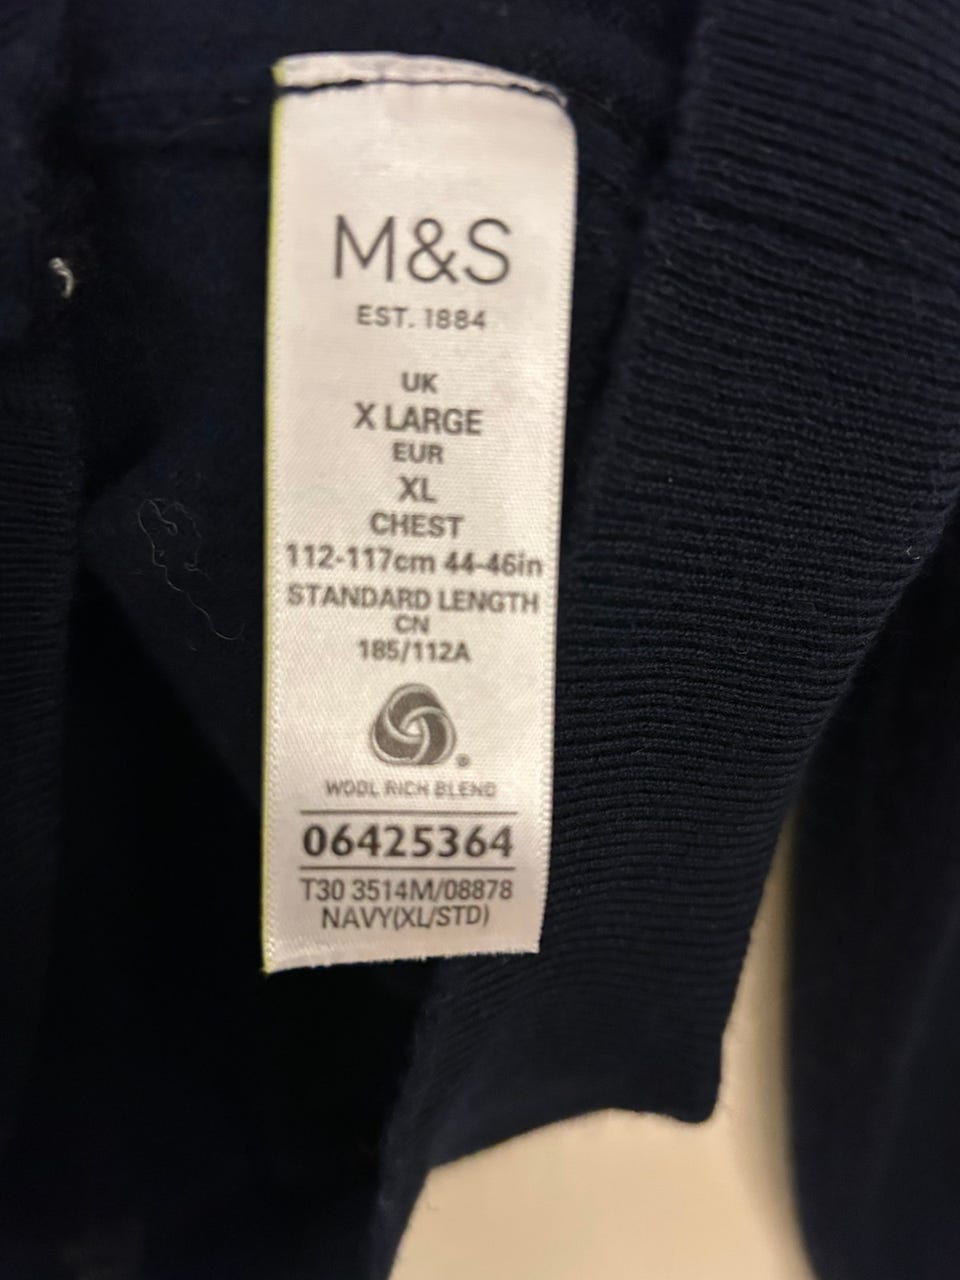 M&S
EST. 1884
UK
X LARGE
EUR
XL
CHEST
112-117cm 44-46in
STANDARD LENGTH
CN
185/112A
WOOL RICH BLEND
06425364
T30 3514M/08878
NAVY(XL/STD)